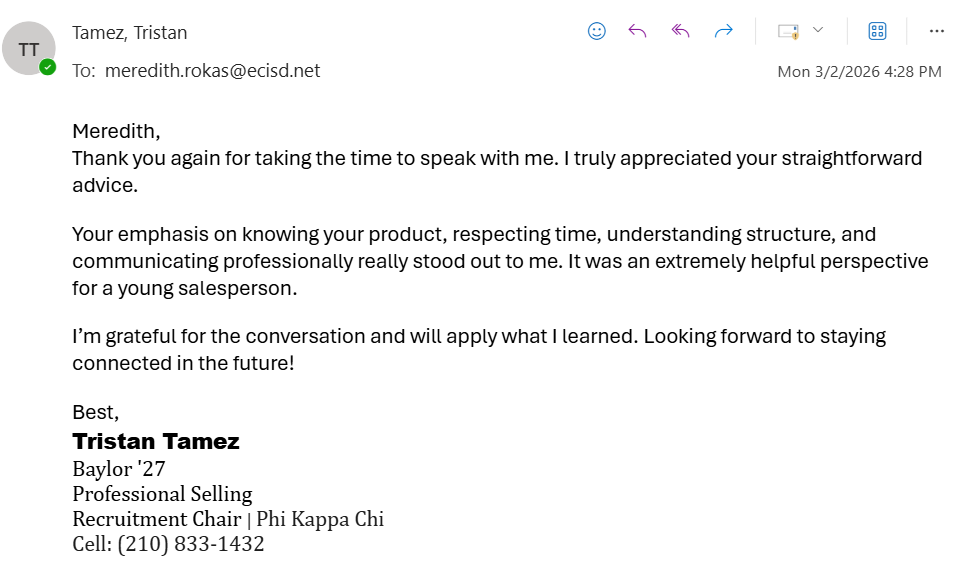 Tamez, Tristan
TT
To: meredith.rokas@ecisd.net
Mon 3/2/2026 4:28 PM
Meredith,
Thank you again for taking the time to speak with me. I truly appreciated your straightforward
advice.
Your emphasis on knowing your product, respecting time, understanding structure, and
communicating professionally really stood out to me. It was an extremely helpful perspective
for a young salesperson.
I’m grateful for the conversation and will apply what I learned. Looking forward to staying
connected in the future!
Best,
Tristan Tamez
Baylor '27
Professional Selling
Recruitment Chair | Phi Kappa Chi
Cell: (210) 833-1432